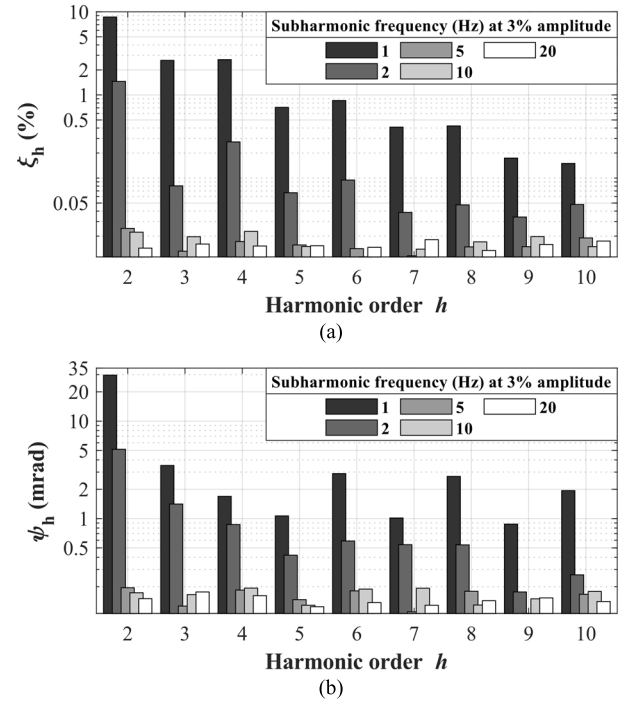 (a)
10
5
2
1
0.5
0.05
ξh (%)
Subharmonic frequency (Hz) at 3% amplitude
1 5 20
2 10
2 3 4 5 6 7 8 9 10
Harmonic order h
(a)
35
20
10
5
2
1
0.5
ψh (mrad)
Subharmonic frequency (Hz) at 3% amplitude
1 5 20
2 10
2 3 4 5 6 7 8 9 10
Harmonic order h
(b)